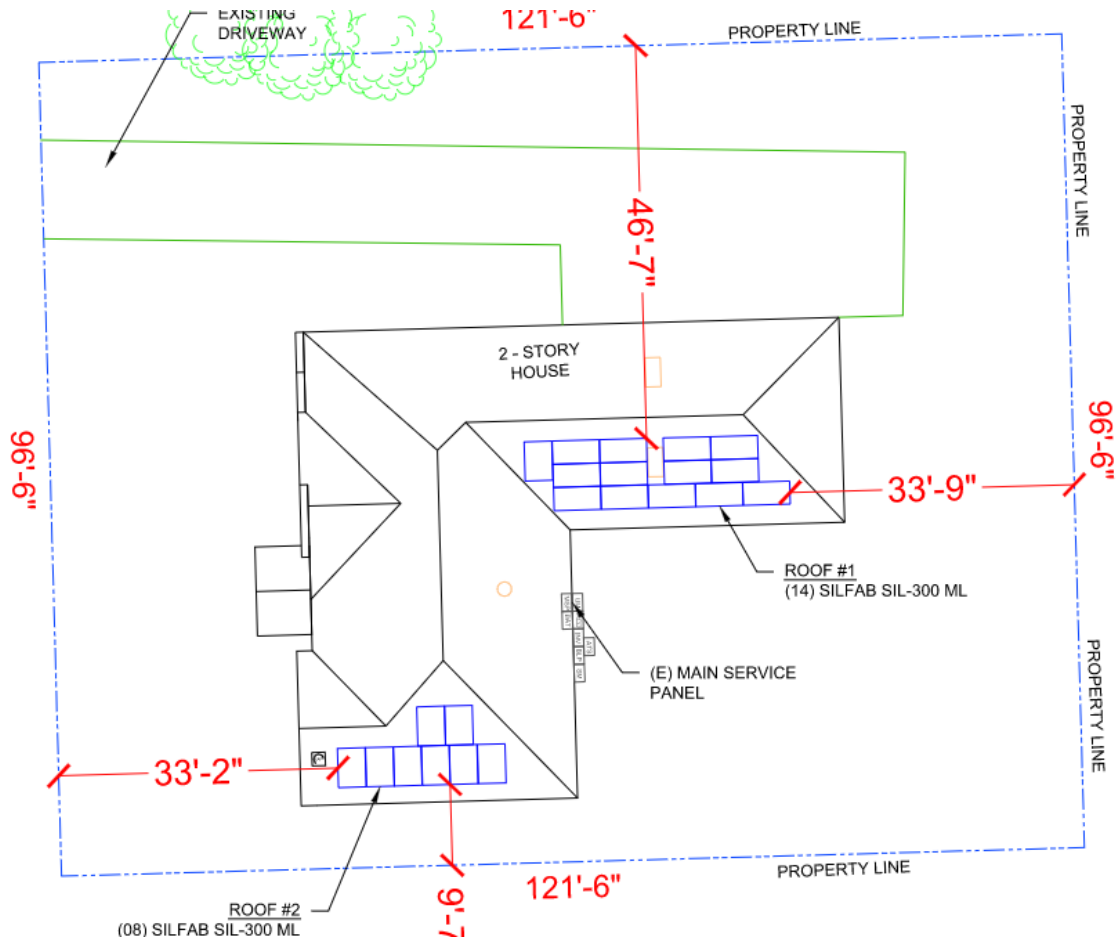 EXISTING
DRIVEWAY
121'-6"
PROPERTY LINE
PROPERTY LINE
46'-7"
2 - STORY
HOUSE
96'-6"
96'-6"
33'-9"
ROOF #1
(14) SILFAB SIL-300 ML
(E) MAIN SERVICE
PANEL
PROPERTY LINE
33'-2"
9'-7
121'-6"
PROPERTY LINE
ROOF #2
(08) SILFAB SIL-300 ML